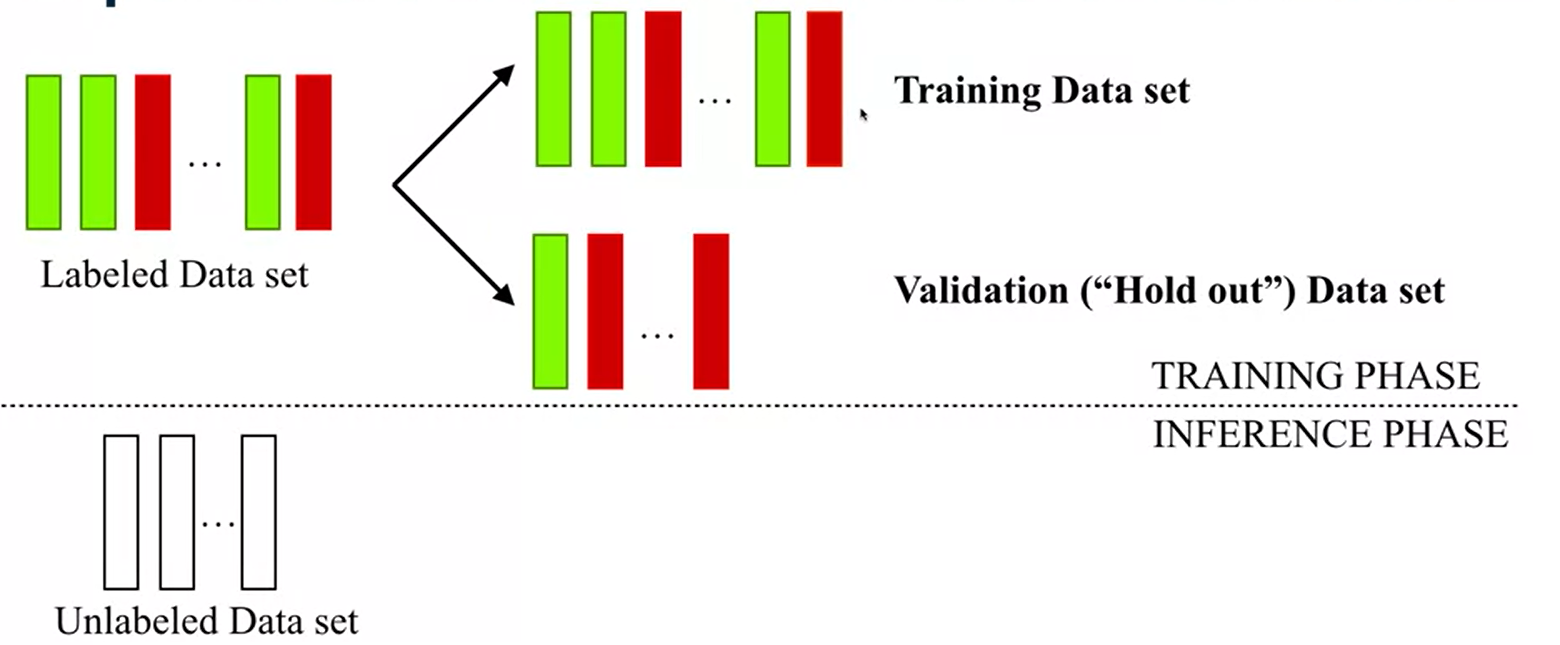 Training Data set
...
...
Labeled Data set
Validation (“Hold out”) Data set
...
TRAINING PHASE
INFERENCE PHASE
...
Unlabeled Data set